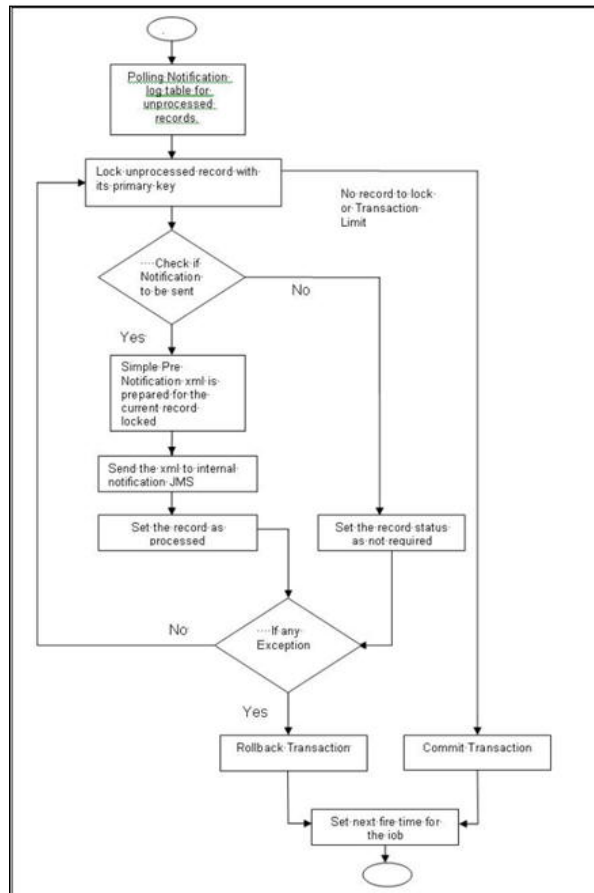 Polling Notification
log table for
unprocessed
records.
Lock unprocessed record with
its primary key
No record to lock
or Transaction
Limit
Check if
Notification
to be sent
No
Yes
Simple Pre
Notification xml is
prepared for the
current record
locked
Send the xml to internal
notification JMS
Set the record as
processed
Set the record status
as not required
No
If any
Exception
Yes
Rollback Transaction
Commit Transaction
Set next fire time for
the job